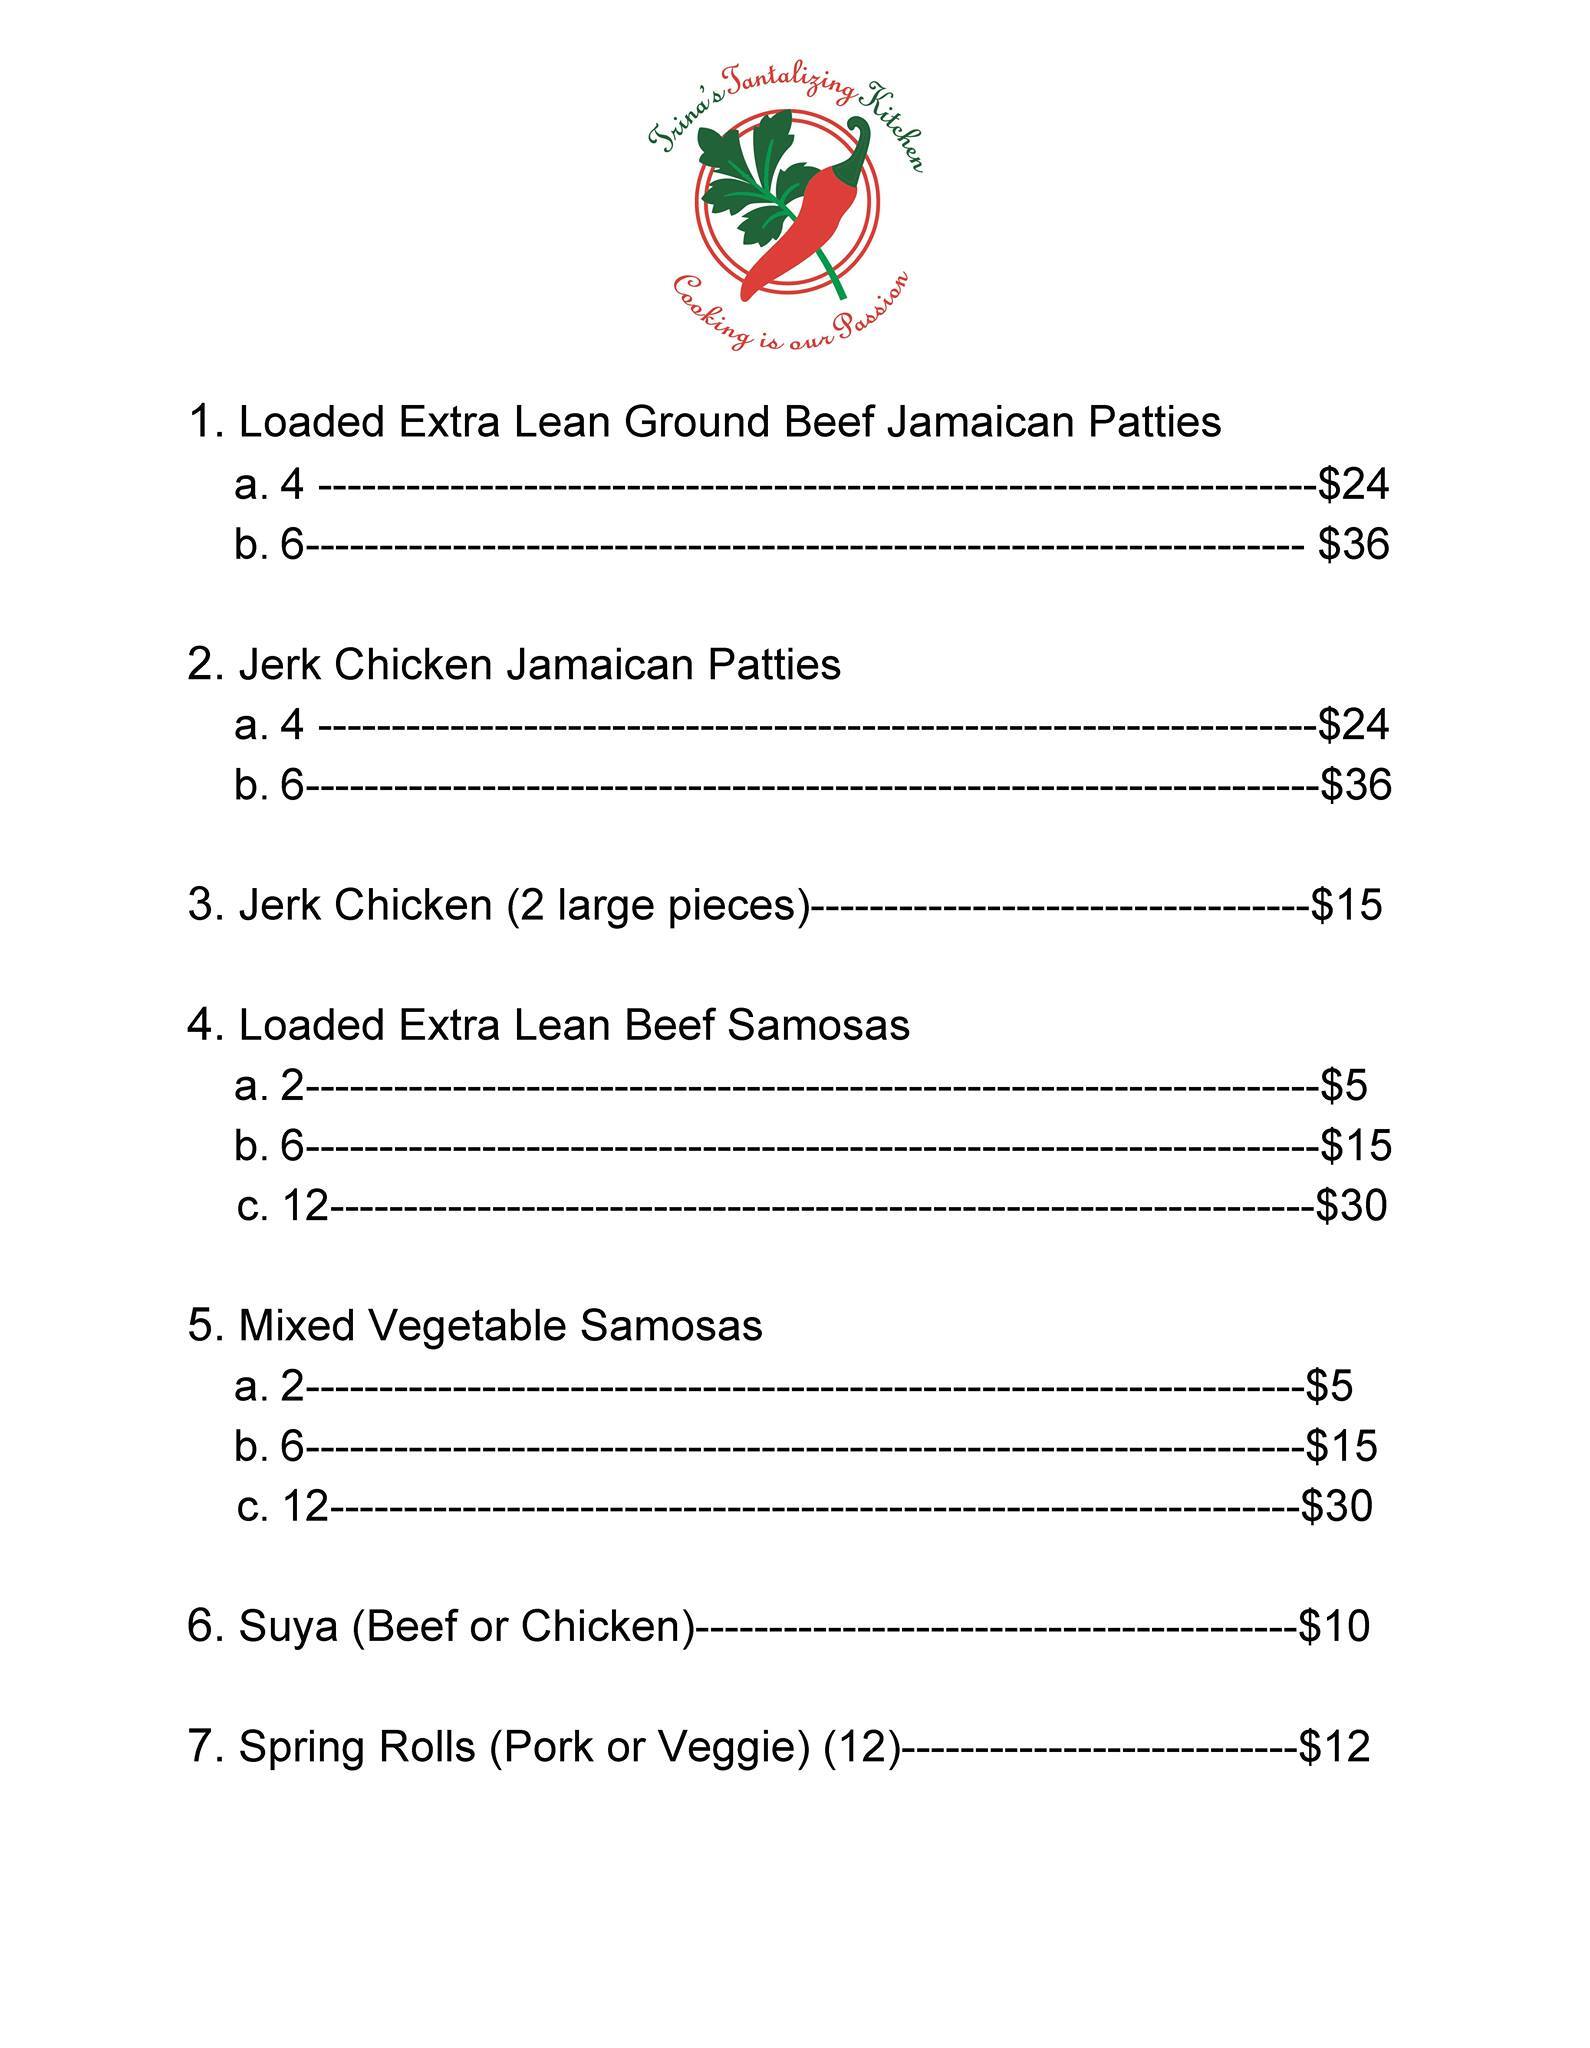 Trina's Tantalizing Kitchen
Cooking is our Passion
1. Loaded Extra Lean Ground Beef Jamaican Patties
a. 4 --------------------------------------------------------------------$24
b. 6-------------------------------------------------------------------- $36
2. Jerk Chicken Jamaican Patties
a. 4 --------------------------------------------------------------------$24
b. 6---------------------------------------------------------------------$36
3. Jerk Chicken (2 large pieces)----------------------------------$15
4. Loaded Extra Lean Beef Samosas
a. 2---------------------------------------------------------------------$5
b. 6---------------------------------------------------------------------$15
c. 12-------------------------------------------------------------------$30
5. Mixed Vegetable Samosas
a. 2--------------------------------------------------------------------$5
b. 6--------------------------------------------------------------------$15
c. 12------------------------------------------------------------------$30
6. Suya (Beef or Chicken)-----------------------------------------$10
7. Spring Rolls (Pork or Veggie) (12)---------------------------$12